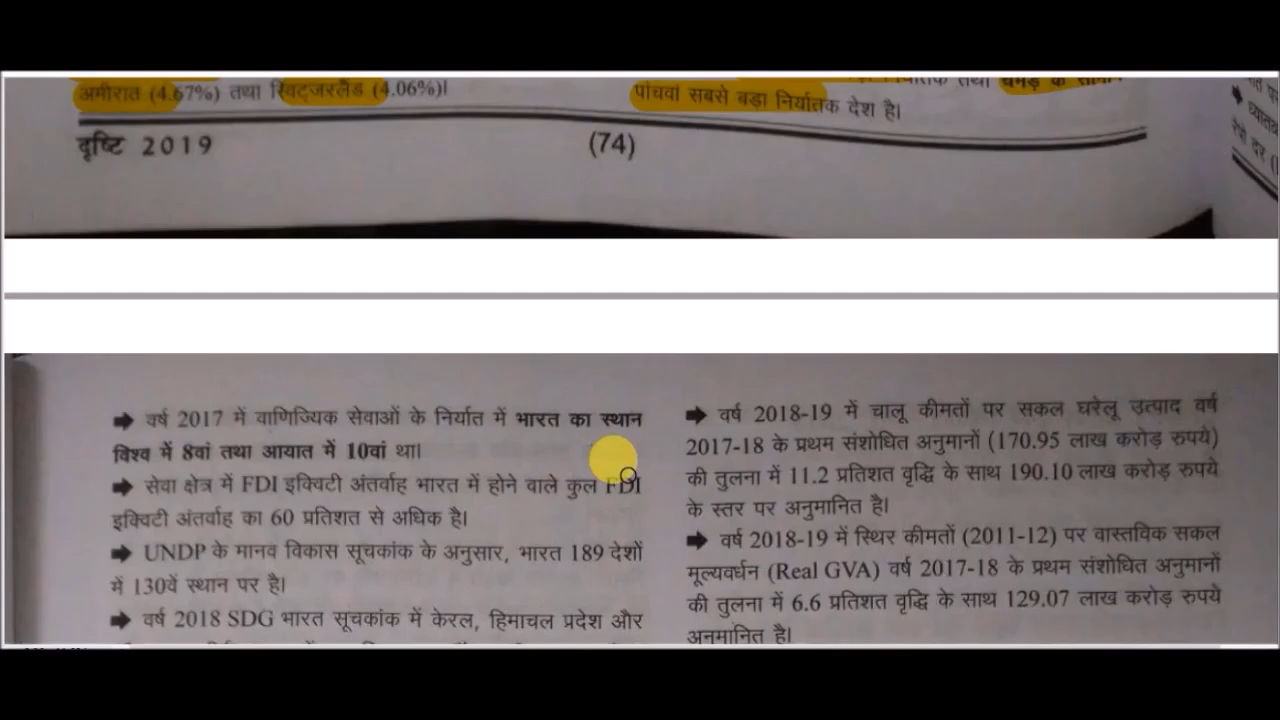 अमीरात (4.67%) तथा स्विट्जरलैंड (4.06%)।
तथा चमड़े के
पांचवां सबसे बड़ा निर्यातक देश है।
दृष्टि 2019
(74)
रेपो दर
➡ वर्ष 2017 में वाणिज्यिक सेवाओं के निर्यात में भारत का स्थान
विश्व में 8वां तथा आयात में 10वां था।
➡ सेवा क्षेत्र में FDI इक्विटी अंतर्वाह भारत में होने वाले कुल FDI
इक्विटी अंतर्वाह का 60 प्रतिशत से अधिक है।
➡ UNDP के मानव विकास सूचकांक के अनुसार, भारत 189 देशों
में 130वें स्थान पर है।
➡ वर्ष 2018 SDG भारत सूचकांक में केरल, हिमाचल प्रदेश और
➡ वर्ष 2018-19 में चालू कीमतों पर सकल घरेलू उत्पाद वर्ष
2017-18 के प्रथम संशोधित अनुमानों (170.95 लाख करोड़ रुपये)
की तुलना में 11.2 प्रतिशत वृद्धि के साथ 190.10 लाख करोड़ रुपये
के स्तर पर अनुमानित है।
➡ वर्ष 2018-19 में स्थिर कीमतों (2011-12) पर वास्तविक सकल
मूल्यवर्धन (Real GVA) वर्ष 2017-18 के प्रथम संशोधित अनुमानों
की तुलना में 6.6 प्रतिशत वृद्धि के साथ 129.07 लाख करोड़ रुपये
अनुमानित है।